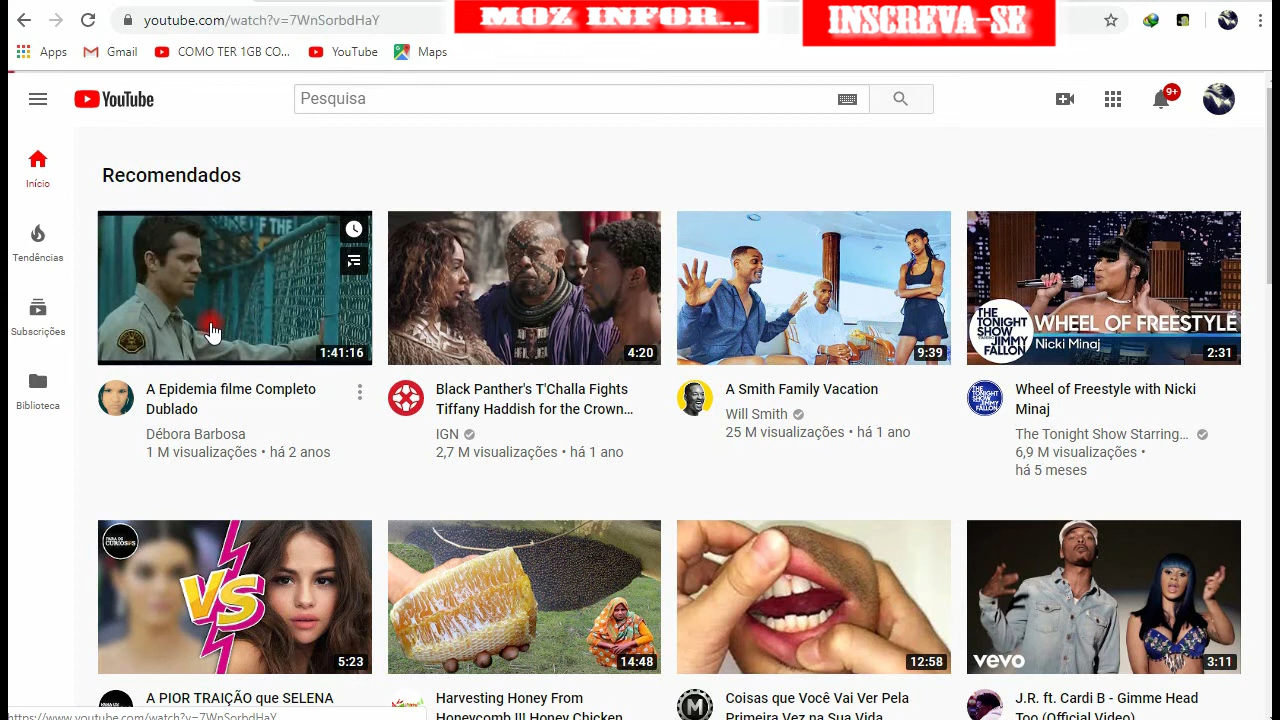 youtube.com/watch?v=7WnSorbdHaY
MOZ INFOR..
INSCREVA-SE
Apps
Gmail
COMO TER 1GB CO...
YouTube
Maps
YouTube
Pesquisa
9+
Início
Tendências
Subscrições
Biblioteca
Recomendados
1:41:16
A Epidemia filme Completo
Dublado
Débora Barbosa
1 M visualizações • há 2 anos
4:20
Black Panther's T'Challa Fights
Tiffany Haddish for the Crown...
IGN
2,7 M visualizações • há 1 ano
9:39
A Smith Family Vacation
Will Smith
25 M visualizações • há 1 ano
THE
TONIGHT
SHOW
STARRING
JIMMY
FALLON
WHEEL OF FREESTYLE
Nicki Minaj
2:31
THE
TONIGHT
SHOW
Wheel of Freestyle with Nicki
Minaj
The Tonight Show Starring...
6,9 M visualizações •
há 5 meses
VS
5:23
A PIOR TRAIÇÃO que SELENA
14:48
Harvesting Honey From
Honeycomb !!! Honey Chicken
12:58
M
Coisas que Você Vai Ver Pela
Primeira Vez na Sua Vida
vevo
3:11
J.R. ft. Cardi B - Gimme Head
Too (Official Video)
https://www.youtube.com/watch?v=7WnSorbdHaY